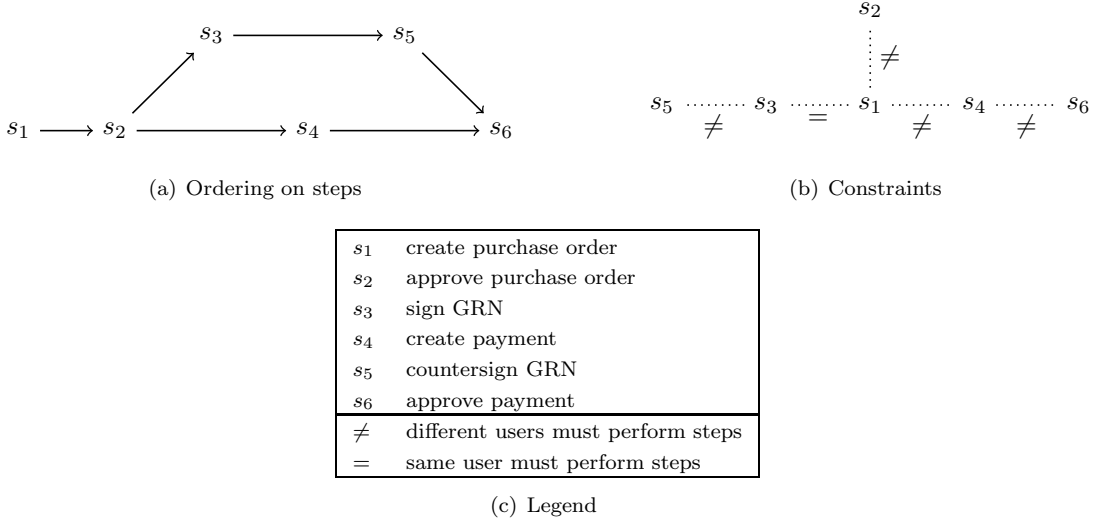 s3 s5
s1 s2 s4 s6
(a) Ordering on steps
s2
≠
s5 s3 s1 s4 s6
≠ = ≠ ≠
(b) Constraints
s1 create purchase order
s2 approve purchase order
s3 sign GRN
s4 create payment
s5 countersign GRN
s6 approve payment
≠ different users must perform steps
= same user must perform steps
(c) Legend